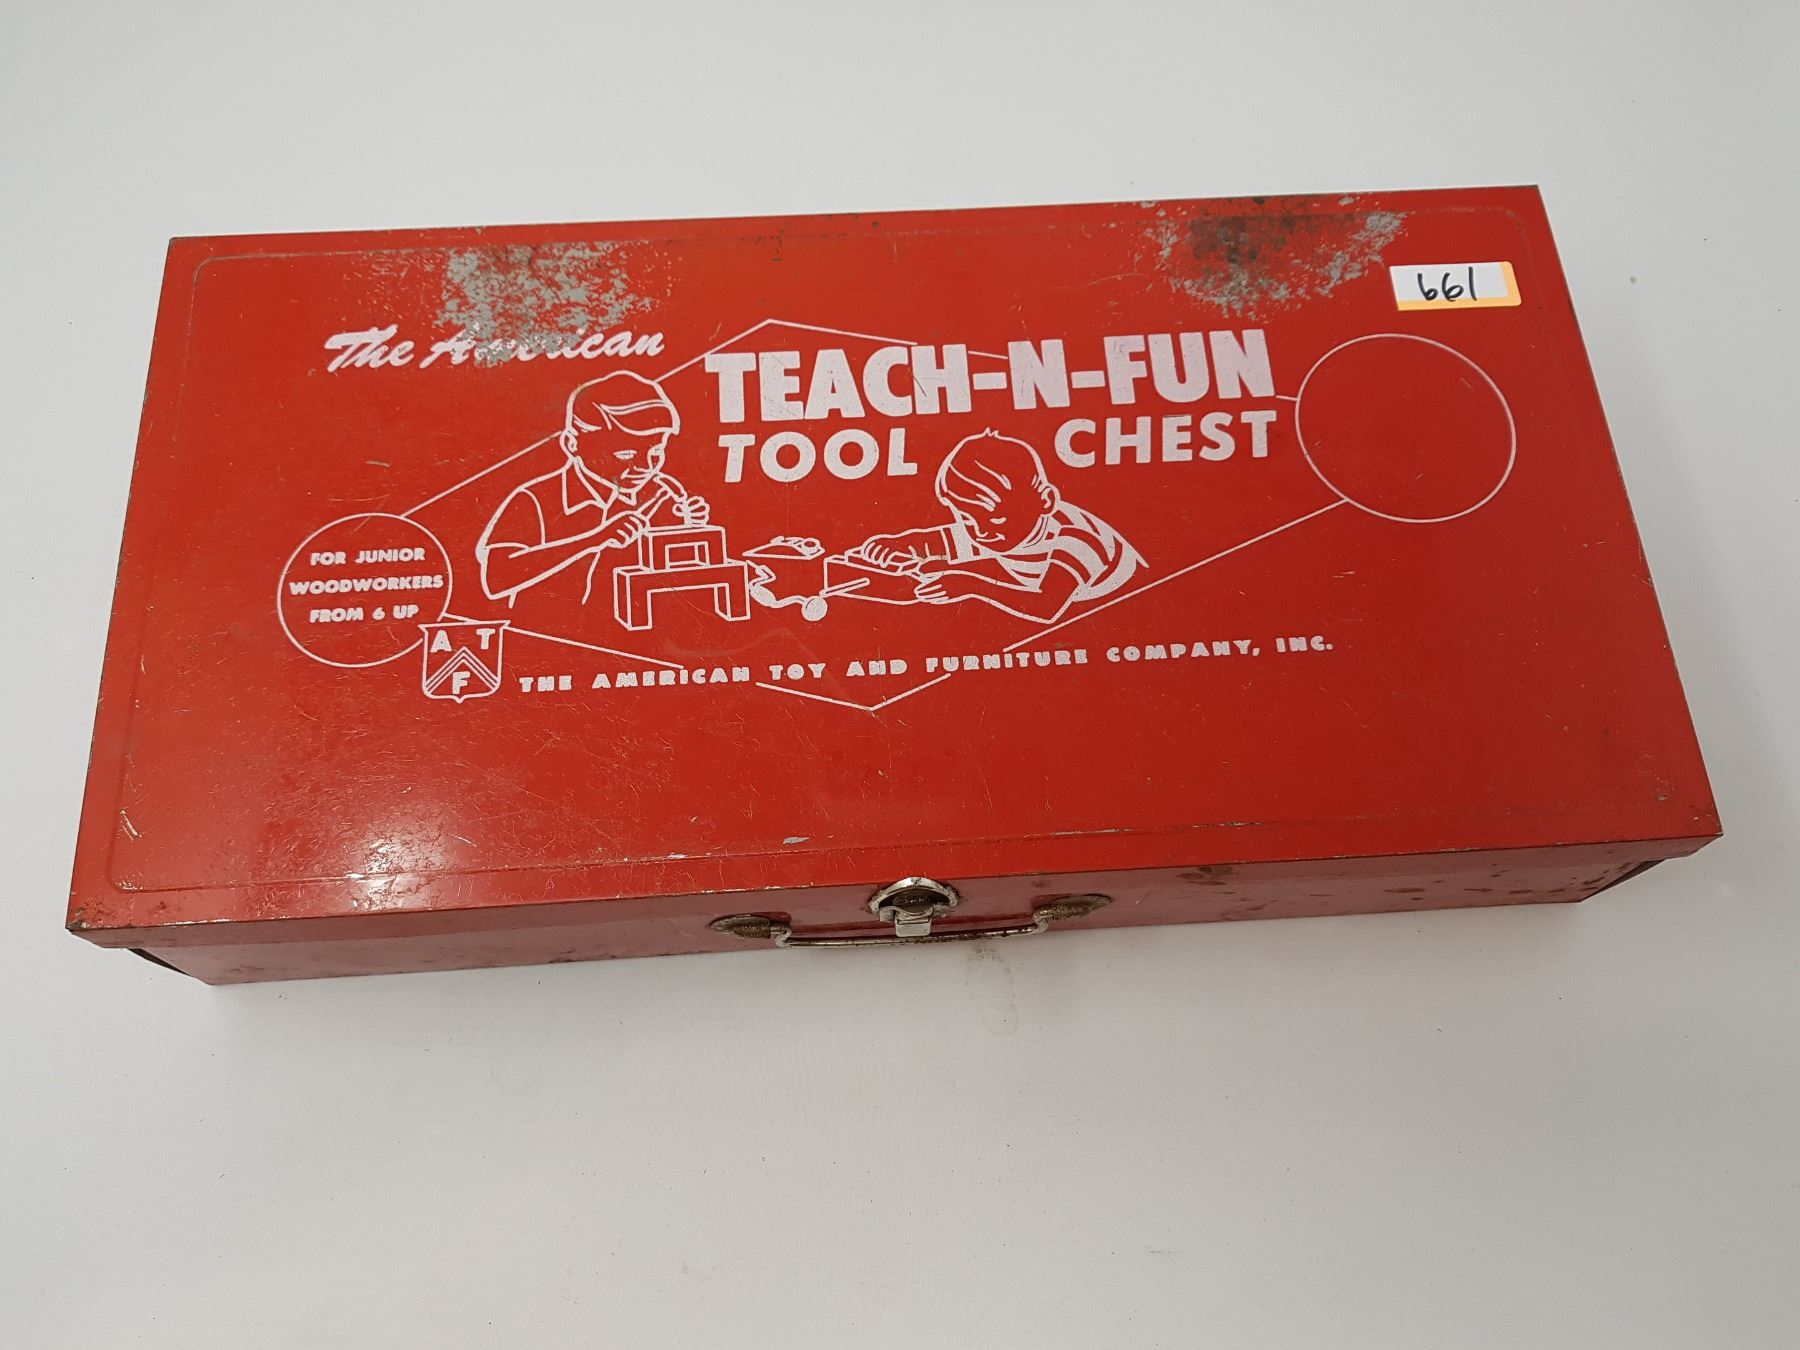 661
The American
TEACH-N-FUN
TOOL CHEST
FOR JUNIOR
WOODWORKERS
FROM 6 UP
A T
F
THE AMERICAN TOY AND FURNITURE COMPANY, INC.